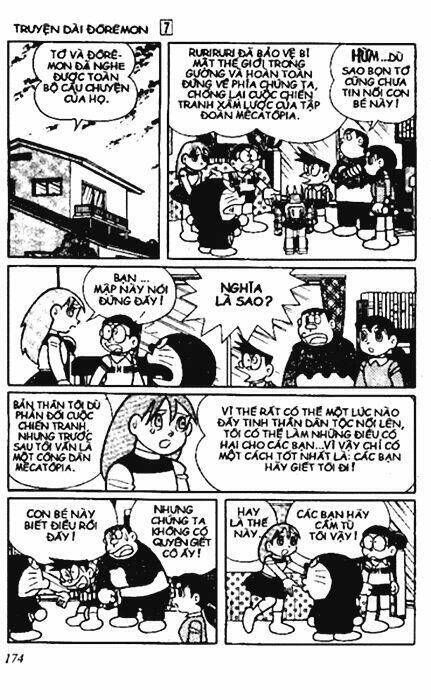 TRUYỆN DÀI ĐÔRÊMON 7
TỚ VÀ ĐÔRÊ-
MON ĐÃ NGHE
ĐƯỢC TOÀN
BỘ CÂU CHUYỆN
CỦA HỌ.
RURIRURI ĐÃ BẢO VỆ BÍ
MẬT THẾ GIỚI TRONG
GƯƠNG VÀ HOÀN TOÀN
ĐỨNG VỀ PHÍA CHÚNG TA,
CHỐNG LẠI CUỘC CHIẾN
TRANH XÂM LƯỢC CỦA TẬP
ĐOÀN MÊCATÔPIA.
HỪM...DÙ
SAO BỌN TỚ
CŨNG CHƯA
TIN NỔI CON
BÉ NÀY!
BẠN ...
MẬP NÀY NÓI
ĐÚNG ĐẤY!
NGHĨA
LÀ SAO?
BẢN THÂN TÔI DÙ
PHẢN ĐỐI CUỘC
CHIẾN TRANH,
NHƯNG TRƯỚC
SAU TÔI VẪN LÀ
MỘT CÔNG DÂN
MÊCATÔPIA.
VÌ THẾ RẤT CÓ THỂ MỘT LÚC NÀO
ĐẤY TINH THẦN DÂN TỘC NỔI LÊN,
TÔI CÓ THỂ LÀM NHỮNG ĐIỀU CÓ
HẠI CHO CÁC BẠN...VÌ VẬY CHỈ CÓ
MỘT CÁCH TỐT NHẤT LÀ: CÁC BẠN
HÃY GIẾT TÔI ĐI!
CON BÉ NÀY
BIẾT ĐIỀU RỒI
ĐẤY!
NHƯNG
CHÚNG TA
KHÔNG CÓ
QUYỀN GIẾT
CÔ ẤY!
HAY
LÀ THẾ
NÀY...
CÁC BẠN HÃY
CẦM TÙ
TÔI VẬY!
174